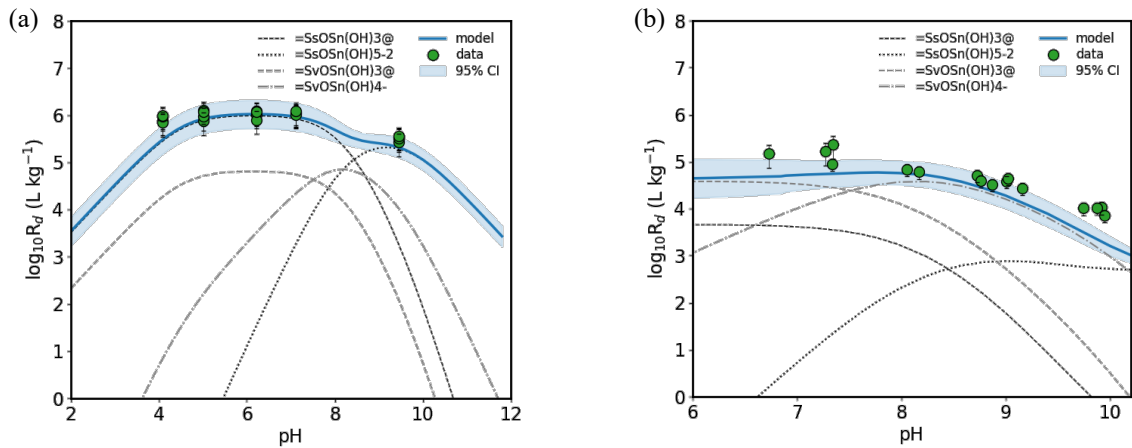 (a)
8
7
6
5
4
3
2
1
0
log10Rd (L kg−1)
=SsOSn(OH)3@
=SsOSn(OH)5-2
=SvOSn(OH)3@
=SvOSn(OH)4-
model
data
95% CI
2 4 6 8 10 12
pH
(b)
8
7
6
5
4
3
2
1
0
log10Rd (L kg−1)
=SsOSn(OH)3@
=SsOSn(OH)5-2
=SvOSn(OH)3@
=SvOSn(OH)4-
model
data
95% CI
6 7 8 9 10
pH